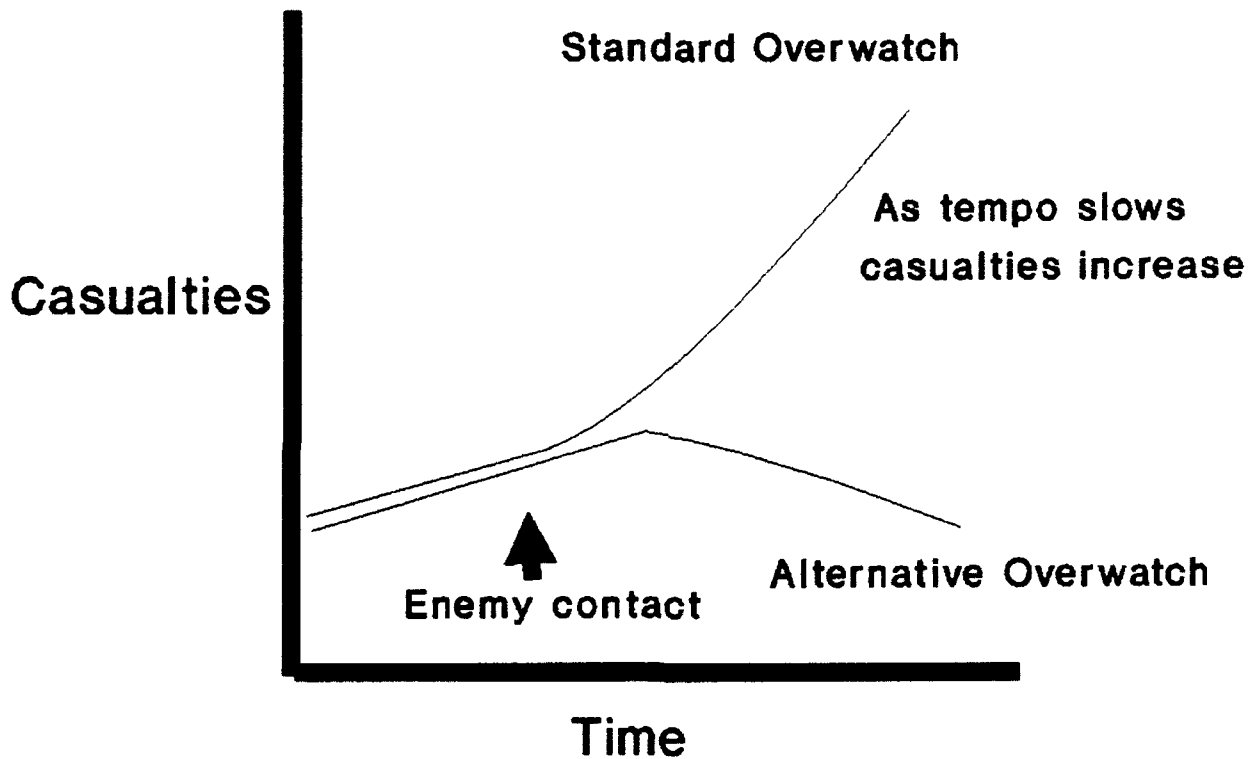 Standard Overwatch
As tempo slows
casualties increase
Casualties
Alternative Overwatch
Enemy contact
Time